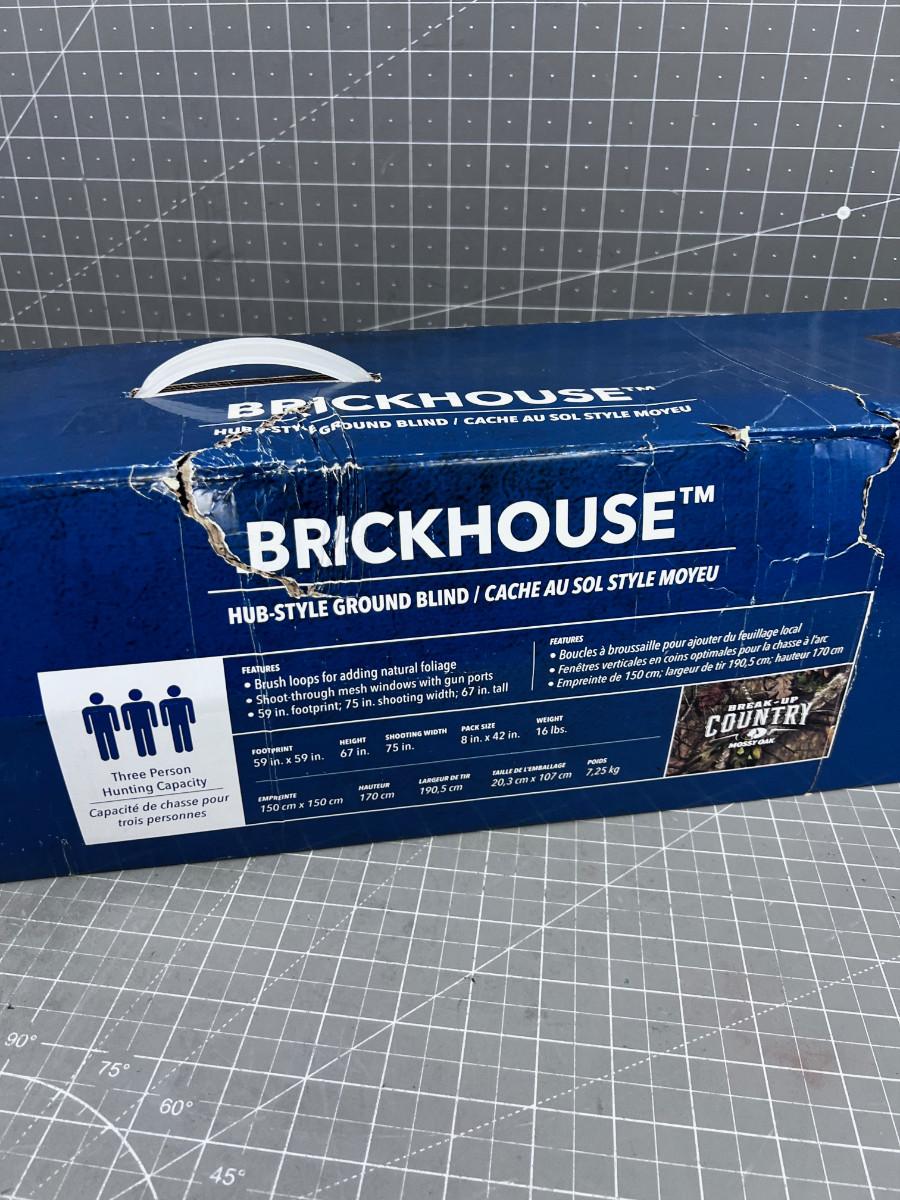 BRICKHOUSE™
HUB-STYLE GROUND BLIND / CACHE AU SOL STYLE MOYEU
BRICKHOUSE™
HUB-STYLE GROUND BLIND / CACHE AU SOL STYLE MOYEU
FEATURES
• Brush loops for adding natural foliage
• Shoot-through mesh windows with gun ports
• 59 in. footprint; 75 in. shooting width; 67 in. tall
FEATURES
• Boucles à broussaille pour ajouter du feuillage local
• Fenêtres verticales en coins optimales pour la chasse à l'arc
• Empreinte de 150 cm; largeur de tir 190,5 cm; hauteur 170 cm
Three Person
Hunting Capacity
Capacité de chasse pour
trois personnes
FOOTPRINT HEIGHT SHOOTING WIDTH PACK SIZE WEIGHT
59 in. x 59 in. 67 in. 75 in. 8 in. x 42 in. 16 lbs.
EMPREINTE HAUTEUR LARGEUR DE TIR TAILLE DE L'EMBALLAGE POIDS
150 cm x 150 cm 170 cm 190,5 cm 20,3 cm x 107 cm 7,25 kg
BREAK-UP
COUNTRY
MOSSY OAK
90°
75°
60°
45°